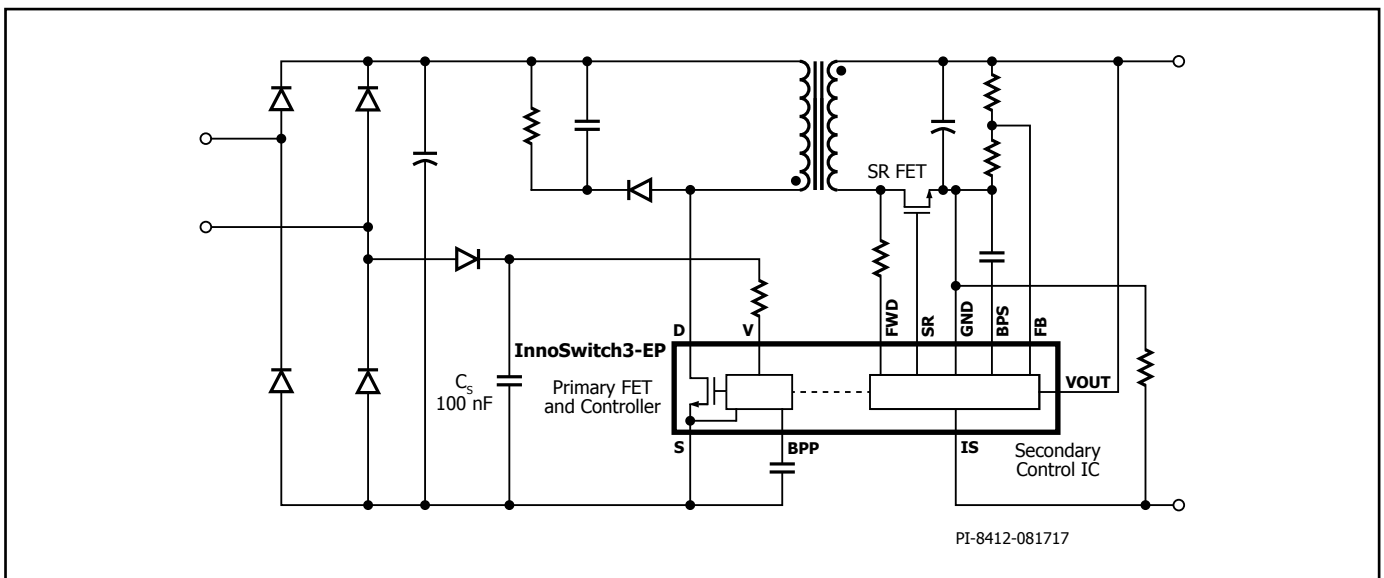 SR FET
FWD
SR
GND
BPS
FB
D
V
InnoSwitch3-EP
VOUT
C_S
100 nF
Primary FET
and Controller
S
BPP
IS
Secondary
Control IC
PI-8412-081717